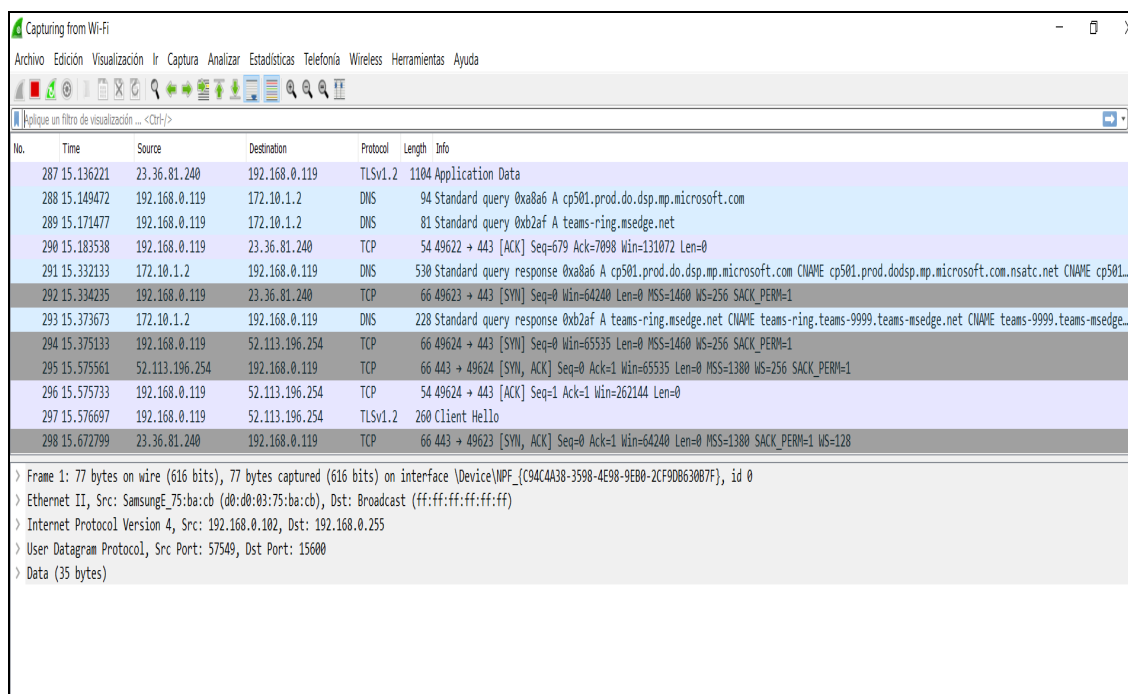 Capturing from Wi-Fi
Archivo Edición Visualización Ir Captura Analizar Estadísticas Telefonía Wireless Herramientas Ayuda
Aplique un filtro de visualización ... <Ctrl-/>
No. Time Source Destination Protocol Length Info
287 15.136221 23.36.81.240 192.168.0.119 TLSv1.2 1104 Application Data
288 15.149472 192.168.0.119 172.10.1.2 DNS 94 Standard query 0xa8a6 A cp501.prod.do.dsp.mp.microsoft.com
289 15.171477 192.168.0.119 172.10.1.2 DNS 81 Standard query 0xb2af A teams-ring.msedge.net
290 15.183538 192.168.0.119 23.36.81.240 TCP 54 49622 → 443 [ACK] Seq=679 Ack=7098 Win=131072 Len=0
291 15.332133 172.10.1.2 192.168.0.119 DNS 530 Standard query response 0xa8a6 A cp501.prod.do.dsp.mp.microsoft.com CNAME cp501.prod.dodsp.mp.microsoft.com.nsatc.net CNAME cp501…
292 15.334235 192.168.0.119 23.36.81.240 TCP 66 49623 → 443 [SYN] Seq=0 Win=64240 Len=0 MSS=1460 WS=256 SACK_PERM=1
293 15.373673 172.10.1.2 192.168.0.119 DNS 228 Standard query response 0xb2af A teams-ring.msedge.net CNAME teams-ring.teams-9999.teams-msedge.net CNAME teams-9999.teams-msedge…
294 15.375133 192.168.0.119 52.113.196.254 TCP 66 49624 → 443 [SYN] Seq=0 Win=65535 Len=0 MSS=1460 WS=256 SACK_PERM=1
295 15.575561 52.113.196.254 192.168.0.119 TCP 66 443 → 49624 [SYN, ACK] Seq=0 Ack=1 Win=65535 Len=0 MSS=1380 WS=256 SACK_PERM=1
296 15.575733 192.168.0.119 52.113.196.254 TCP 54 49624 → 443 [ACK] Seq=1 Ack=1 Win=262144 Len=0
297 15.576697 192.168.0.119 52.113.196.254 TLSv1.2 260 Client Hello
298 15.672799 23.36.81.240 192.168.0.119 TCP 66 443 → 49623 [SYN, ACK] Seq=0 Ack=1 Win=64240 Len=0 MSS=1380 SACK_PERM=1 WS=128
> Frame 1: 77 bytes on wire (616 bits), 77 bytes captured (616 bits) on interface \Device\NPF_{C94C4A38-3598-4E98-9EB0-2CF9DB630B7F}, id 0
> Ethernet II, Src: SamsungE_75:ba:cb (d0:d0:03:75:ba:cb), Dst: Broadcast (ff:ff:ff:ff:ff:ff)
> Internet Protocol Version 4, Src: 192.168.0.102, Dst: 192.168.0.255
> User Datagram Protocol, Src Port: 57549, Dst Port: 15600
> Data (35 bytes)